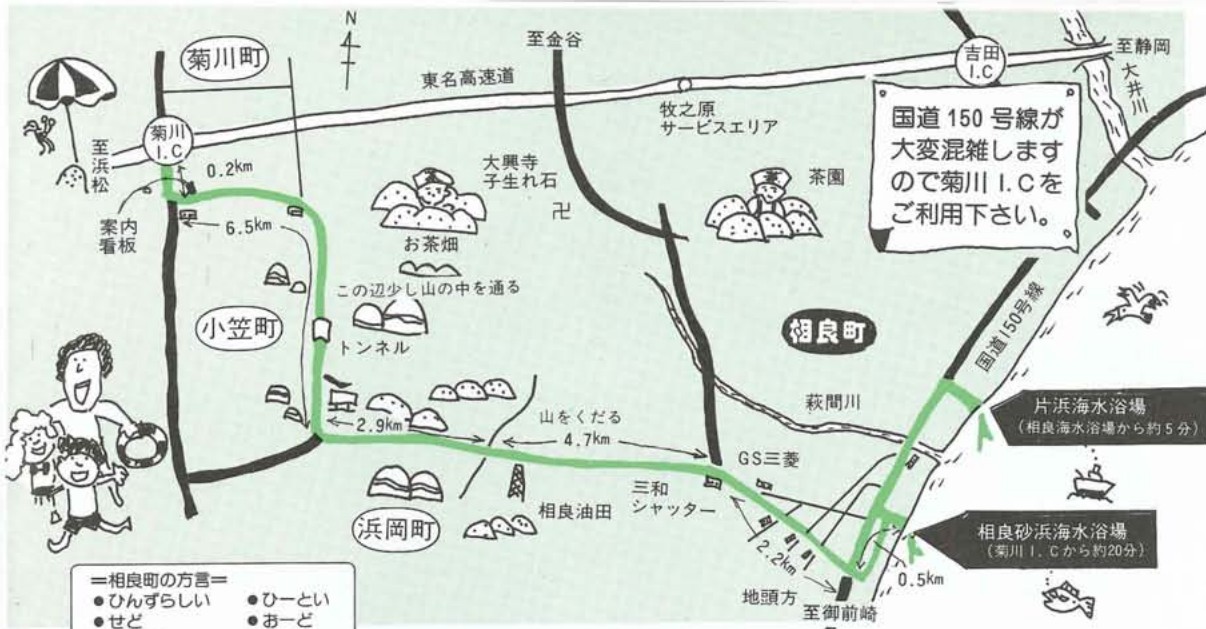 N
至金谷
吉田
I.C
至静岡
大井川
菊川町
東名高速道
牧之原
サービスエリア
国道150号線が
大変混雑します
ので菊川I.Cを
ご利用下さい。
菊川
I.C
至浜松
0.2km
案内
看板
6.5km
大興寺
子生れ石
卍
お茶畑
茶園
この辺少し山の中を通る
小笠町
トンネル
相良町
国道150号線
萩間川
片浜海水浴場
(相良海水浴場から約5分)
2.9km
山をくだる
4.7km
GS三菱
三和
シャッター
相良油田
浜岡町
相良砂浜海水浴場
(菊川I.Cから約20分)
2.2km
0.5km
地頭方
至御前崎
=相良町の方言=
●ひんずらしい
●ひーとい
●せど
●おーど